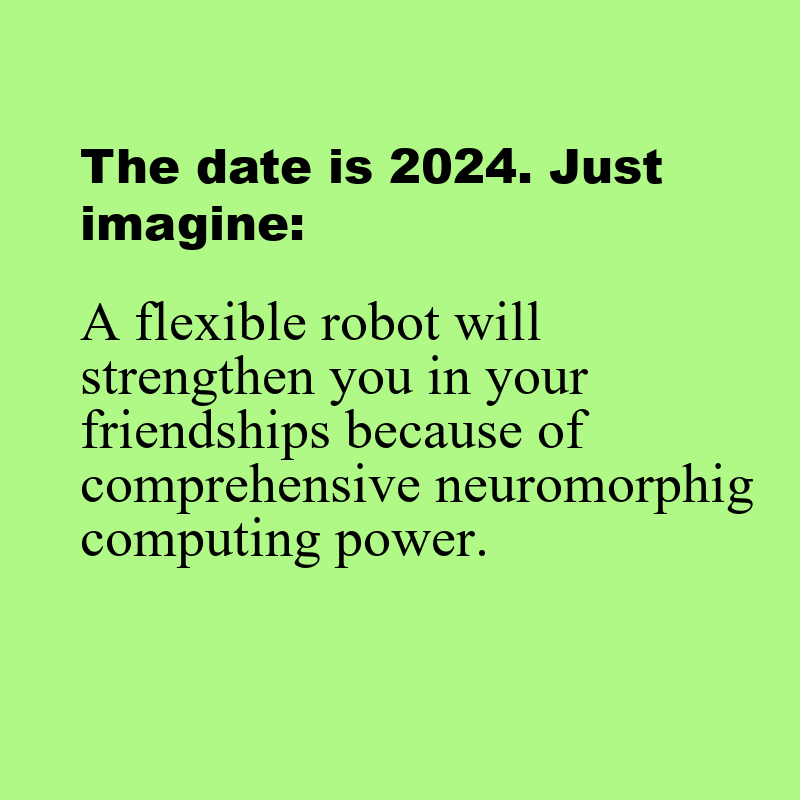 The date is 2024. Just
imagine:
A flexible robot will
strengthen you in your
friendships because of
comprehensive neuromorphig
computing power.